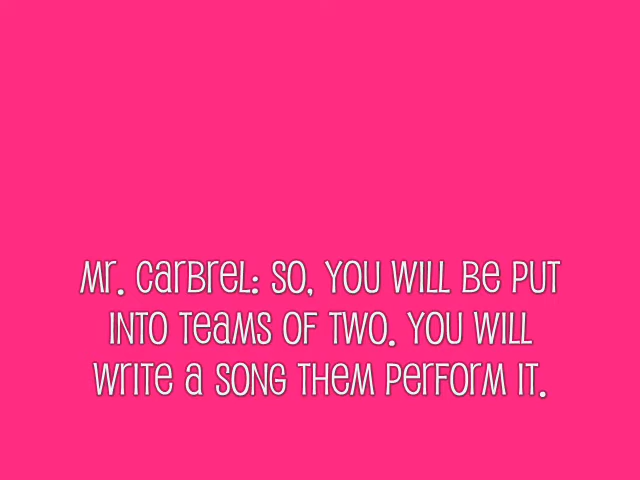 Mr. Carbrel: So, you will be put
into teams of two. You will
write a song them perform it.